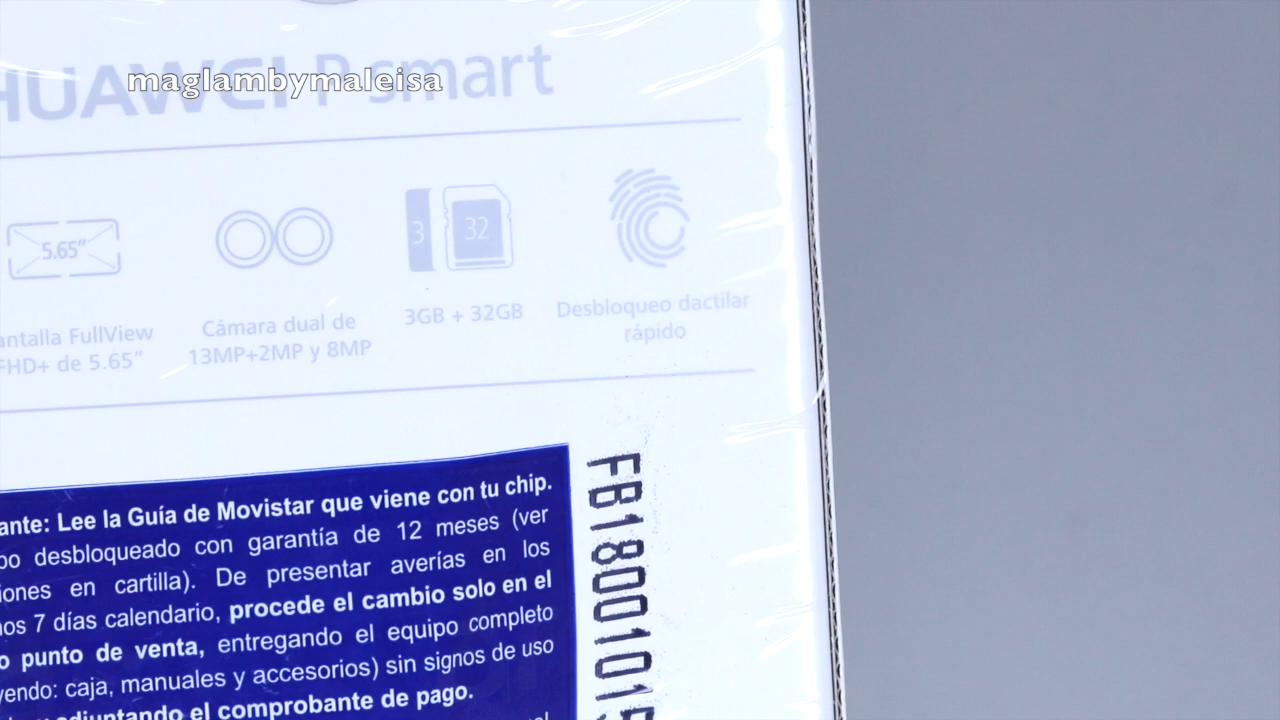 HUAWEI P smart
maglambymaleisa
5.65"
3 32
antalla FullView
FHD+ de 5.65"
Cámara dual de
13MP+2MP y 8MP
3GB + 32GB
Desbloqueo dactilar
rápido
ante: Lee la Guía de Movistar que viene con tu chip.
po desbloqueado con garantía de 12 meses (ver
iones en cartilla). De presentar averías en los
os 7 días calendario, procede el cambio solo en el
o punto de venta, entregando el equipo completo
yendo: caja, manuales y accesorios) sin signos de uso
adjuntando el comprobante de pago.
FB1800101